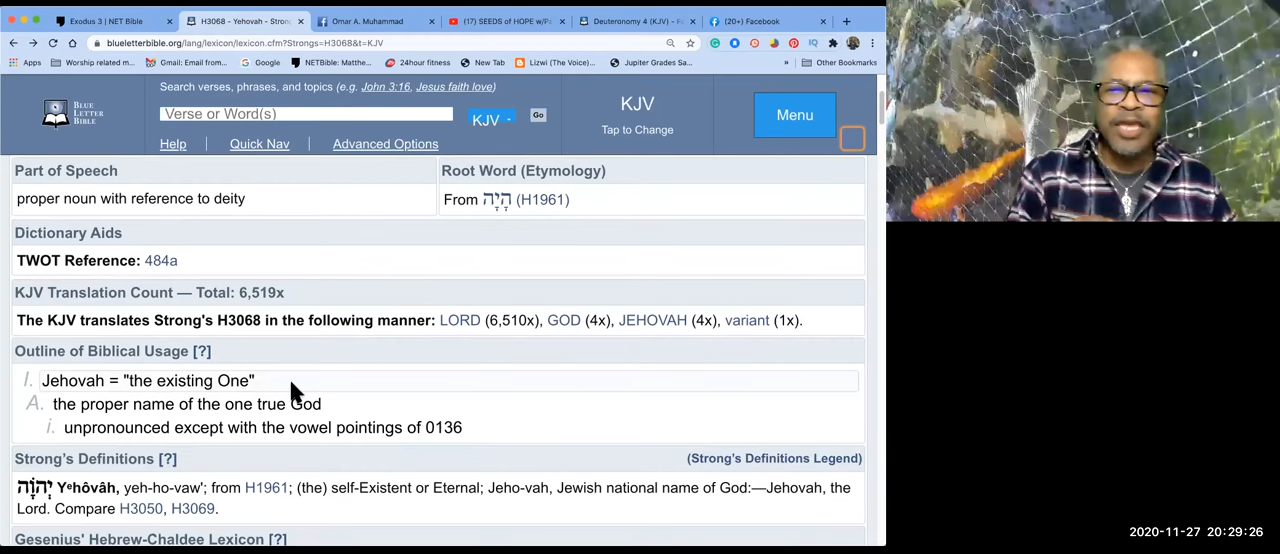 Exodus 3 | NET Bible
H3068 - Yehovah - Strong
Omar A. Muhammad
(17) SEEDS of HOPE w/Pa
Deuteronomy 4 (KJV) - F
(20+) Facebook
blueletterbible.org/lang/lexicon/lexicon.cfm?Strongs=H3068&t=KJV
Apps
Worship related m...
Gmail: Email from...
Google
NETBible: Matthe...
24hour fitness
New Tab
Lizwi (The Voice)...
Jupiter Grades Sa...
»
Other Bookmarks
Search verses, phrases, and topics (e.g. John 3:16, Jesus faith love)
BLUE
LETTER
BIBLE
Verse or Word(s)
KJV
Go
KJV
Tap to Change
Menu
Help | Quick Nav | Advanced Options
Part of Speech
Root Word (Etymology)
proper noun with reference to deity
From הָיָה (H1961)
Dictionary Aids
TWOT Reference: 484a
KJV Translation Count — Total: 6,519x
The KJV translates Strong's H3068 in the following manner: LORD (6,510x), GOD (4x), JEHOVAH (4x), variant (1x).
Outline of Biblical Usage [?]
I. Jehovah = "the existing One"
A. the proper name of the one true God
i. unpronounced except with the vowel pointings of 0136
Strong's Definitions [?]
(Strong's Definitions Legend)
יְהֹוָה Yᵉhôvâh, yeh-ho-vaw'; from H1961; (the) self-Existent or Eternal; Jeho-vah, Jewish national name of God:—Jehovah, the
Lord. Compare H3050, H3069.
Gesenius' Hebrew-Chaldee Lexicon [?]
2020-11-27 20:29:26